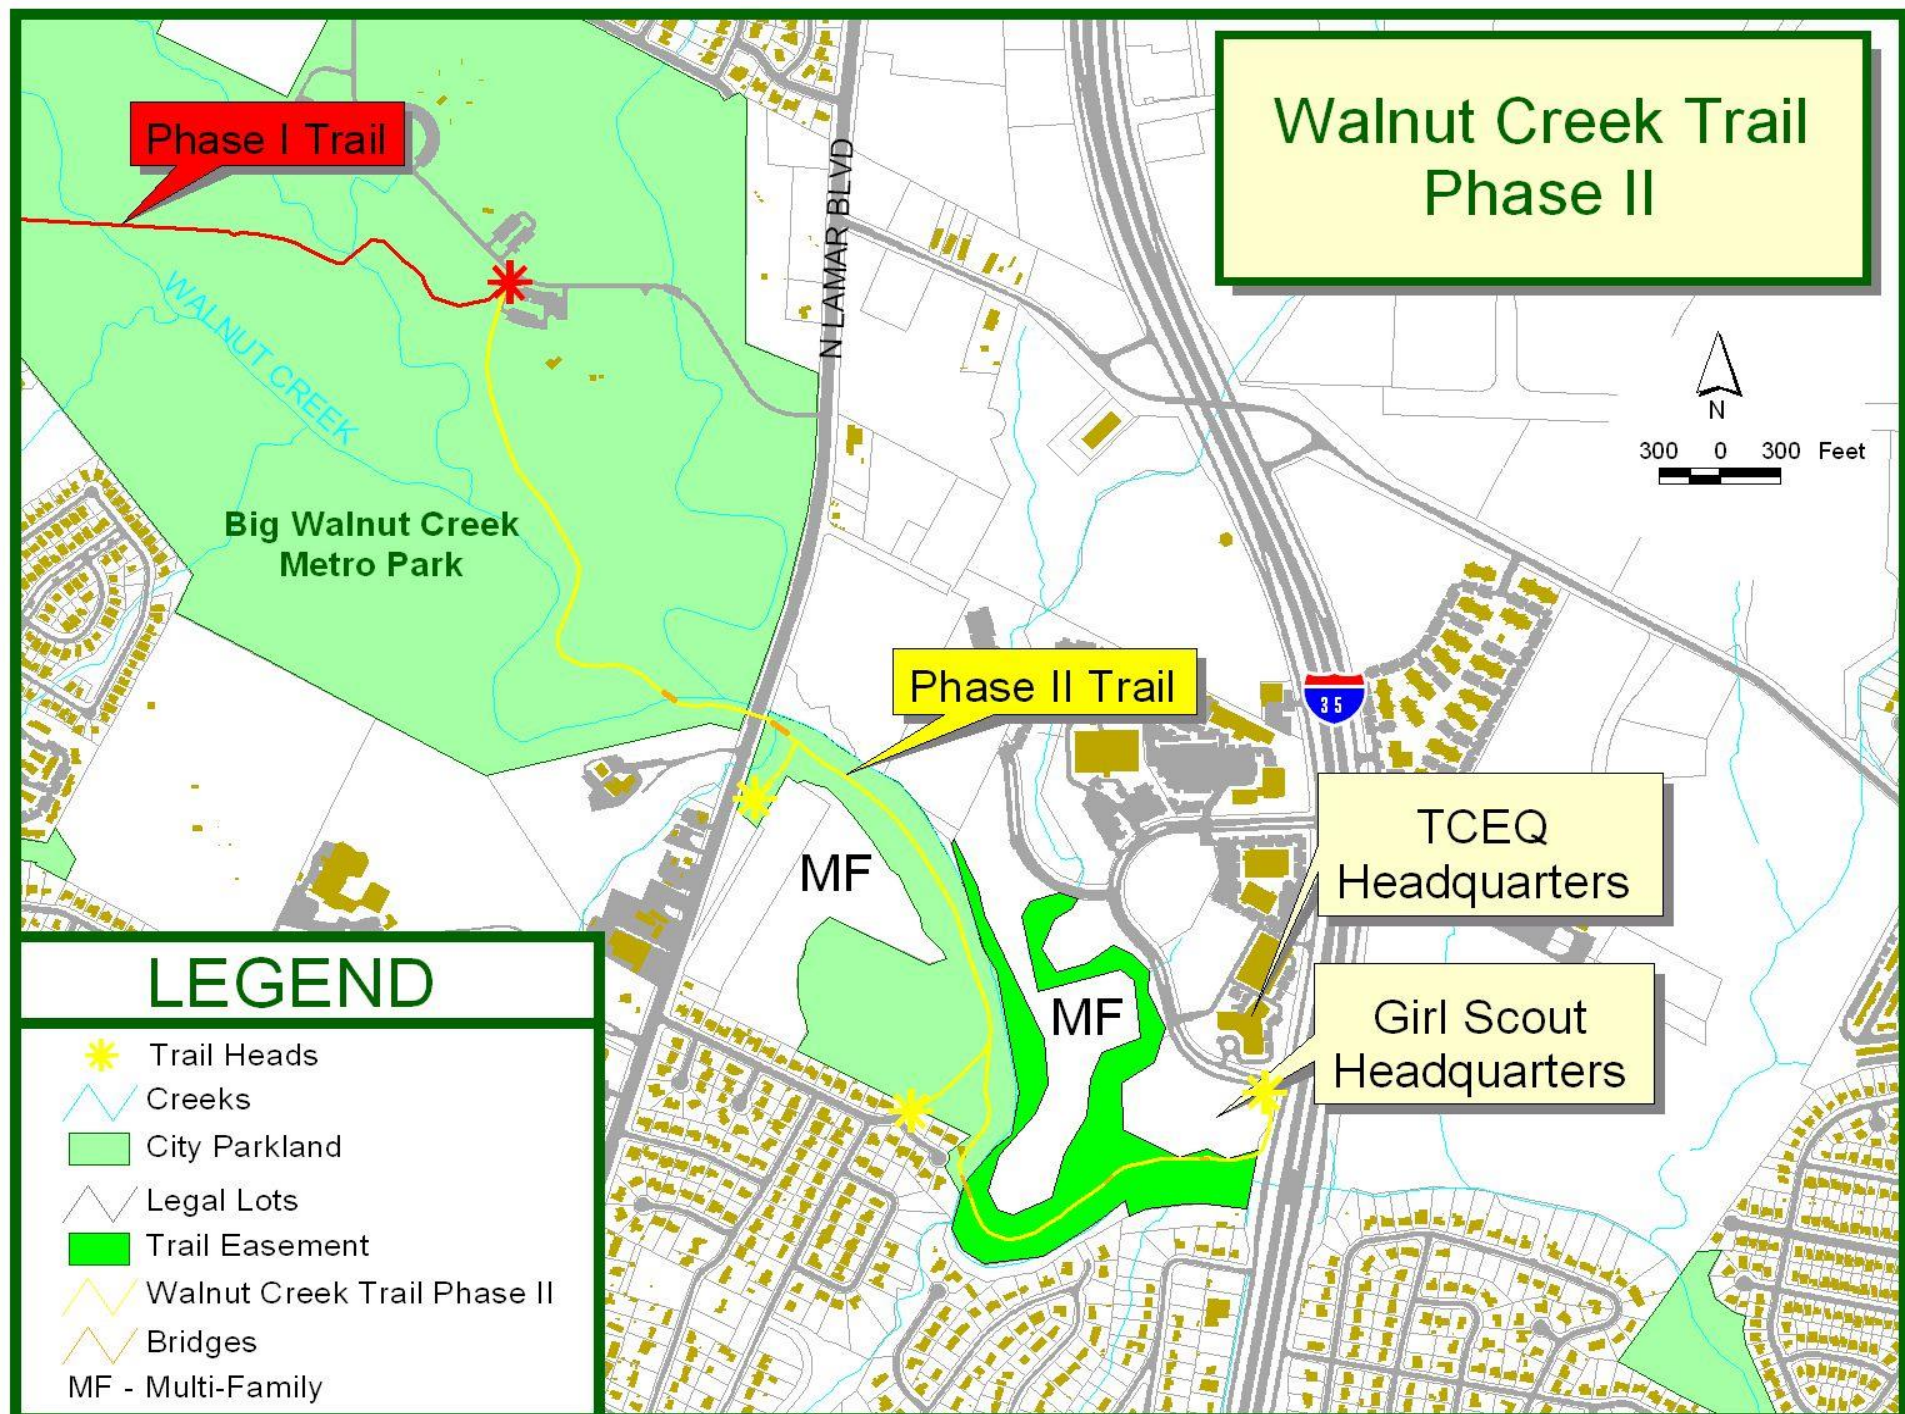 Walnut Creek Trail
Phase II
Phase I Trail
N LAMAR BLVD
WALNUT CREEK
N
300 0 300 Feet
Big Walnut Creek
Metro Park
Phase II Trail
35
TCEQ
Headquarters
MF
MF
Girl Scout
Headquarters
LEGEND
Trail Heads
Creeks
City Parkland
Legal Lots
Trail Easement
Walnut Creek Trail Phase II
Bridges
MF - Multi-Family